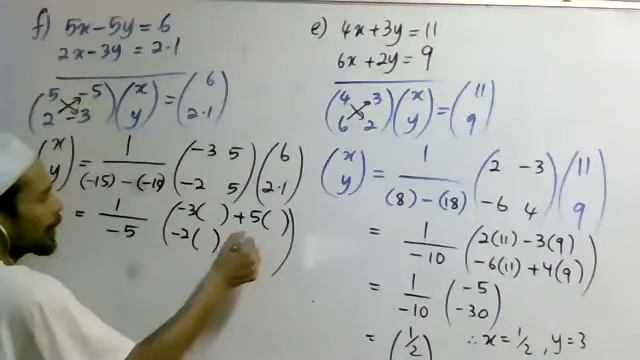 f) 5x-5y=6
2x-3y=2·1
(5 -5) (x) = (6)
(2 -3) (y) (2·1)
(x) = 1/((-15)-(-10)) (-3 5) (6)
(y) (-2 5) (2·1)
= 1/-5 (-3( ) + 5( ))
(-2( )
e) 4x+3y=11
6x+2y=9
(4 3) (x) = (11)
(6 2) (y) (9)
(x) = 1/((8)-(18)) (2 -3) (11)
(y) (-6 4) (9)
= 1/-10 (2(11) -3(9))
(-6(11) +4(9))
= 1/-10 (-5)
(-30)
= (1/2) ∴ x=1/2, y=3